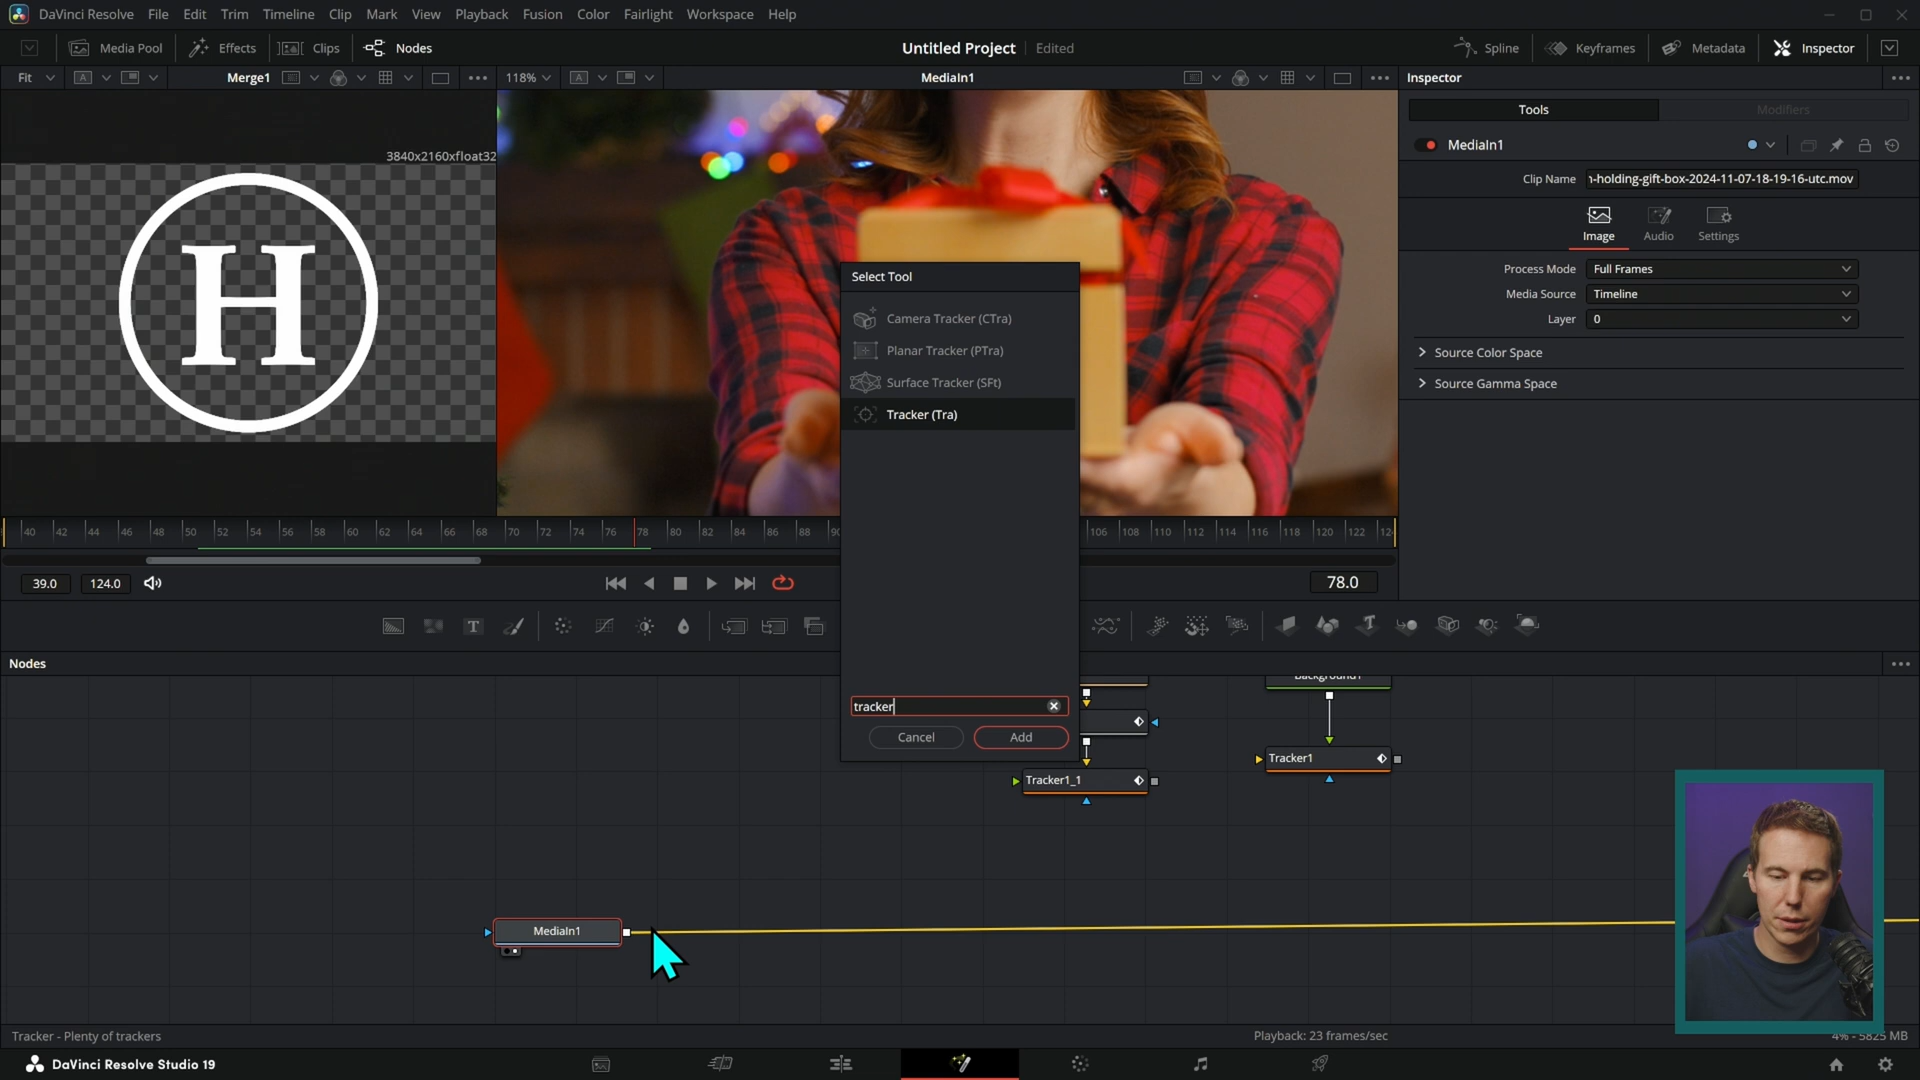 DaVinci Resolve File Edit Trim Timeline Clip Mark View Playback Fusion Color Fairlight Workspace Help
Media Pool Effects Clips Nodes Untitled Project Edited Spline Keyframes Metadata Inspector
Fit A Merge1 118% A MediaIn1 Inspector
Tools Modifiers
MediaIn1
3840x2160xfloat32
H
Clip Name n-holding-gift-box-2024-11-07-18-19-16-utc.mov
Image Audio Settings
Process Mode Full Frames
Media Source Timeline
Layer 0
Source Color Space
Source Gamma Space
Select Tool
Camera Tracker (CTra)
Planar Tracker (PTra)
Surface Tracker (SFt)
Tracker (Tra)
tracker
Cancel Add
40 42 44 46 48 50 52 54 56 58 60 62 64 66 68 70 72 74 76 78 80 82 84 86 88 106 108 110 112 114 116 118 120 122
39.0 124.0 78.0
T
Nodes
Background1
Tracker1
Tracker1_1
MediaIn1
Tracker - Plenty of trackers Playback: 23 frames/sec 4% - 5825 MB
DaVinci Resolve Studio 19